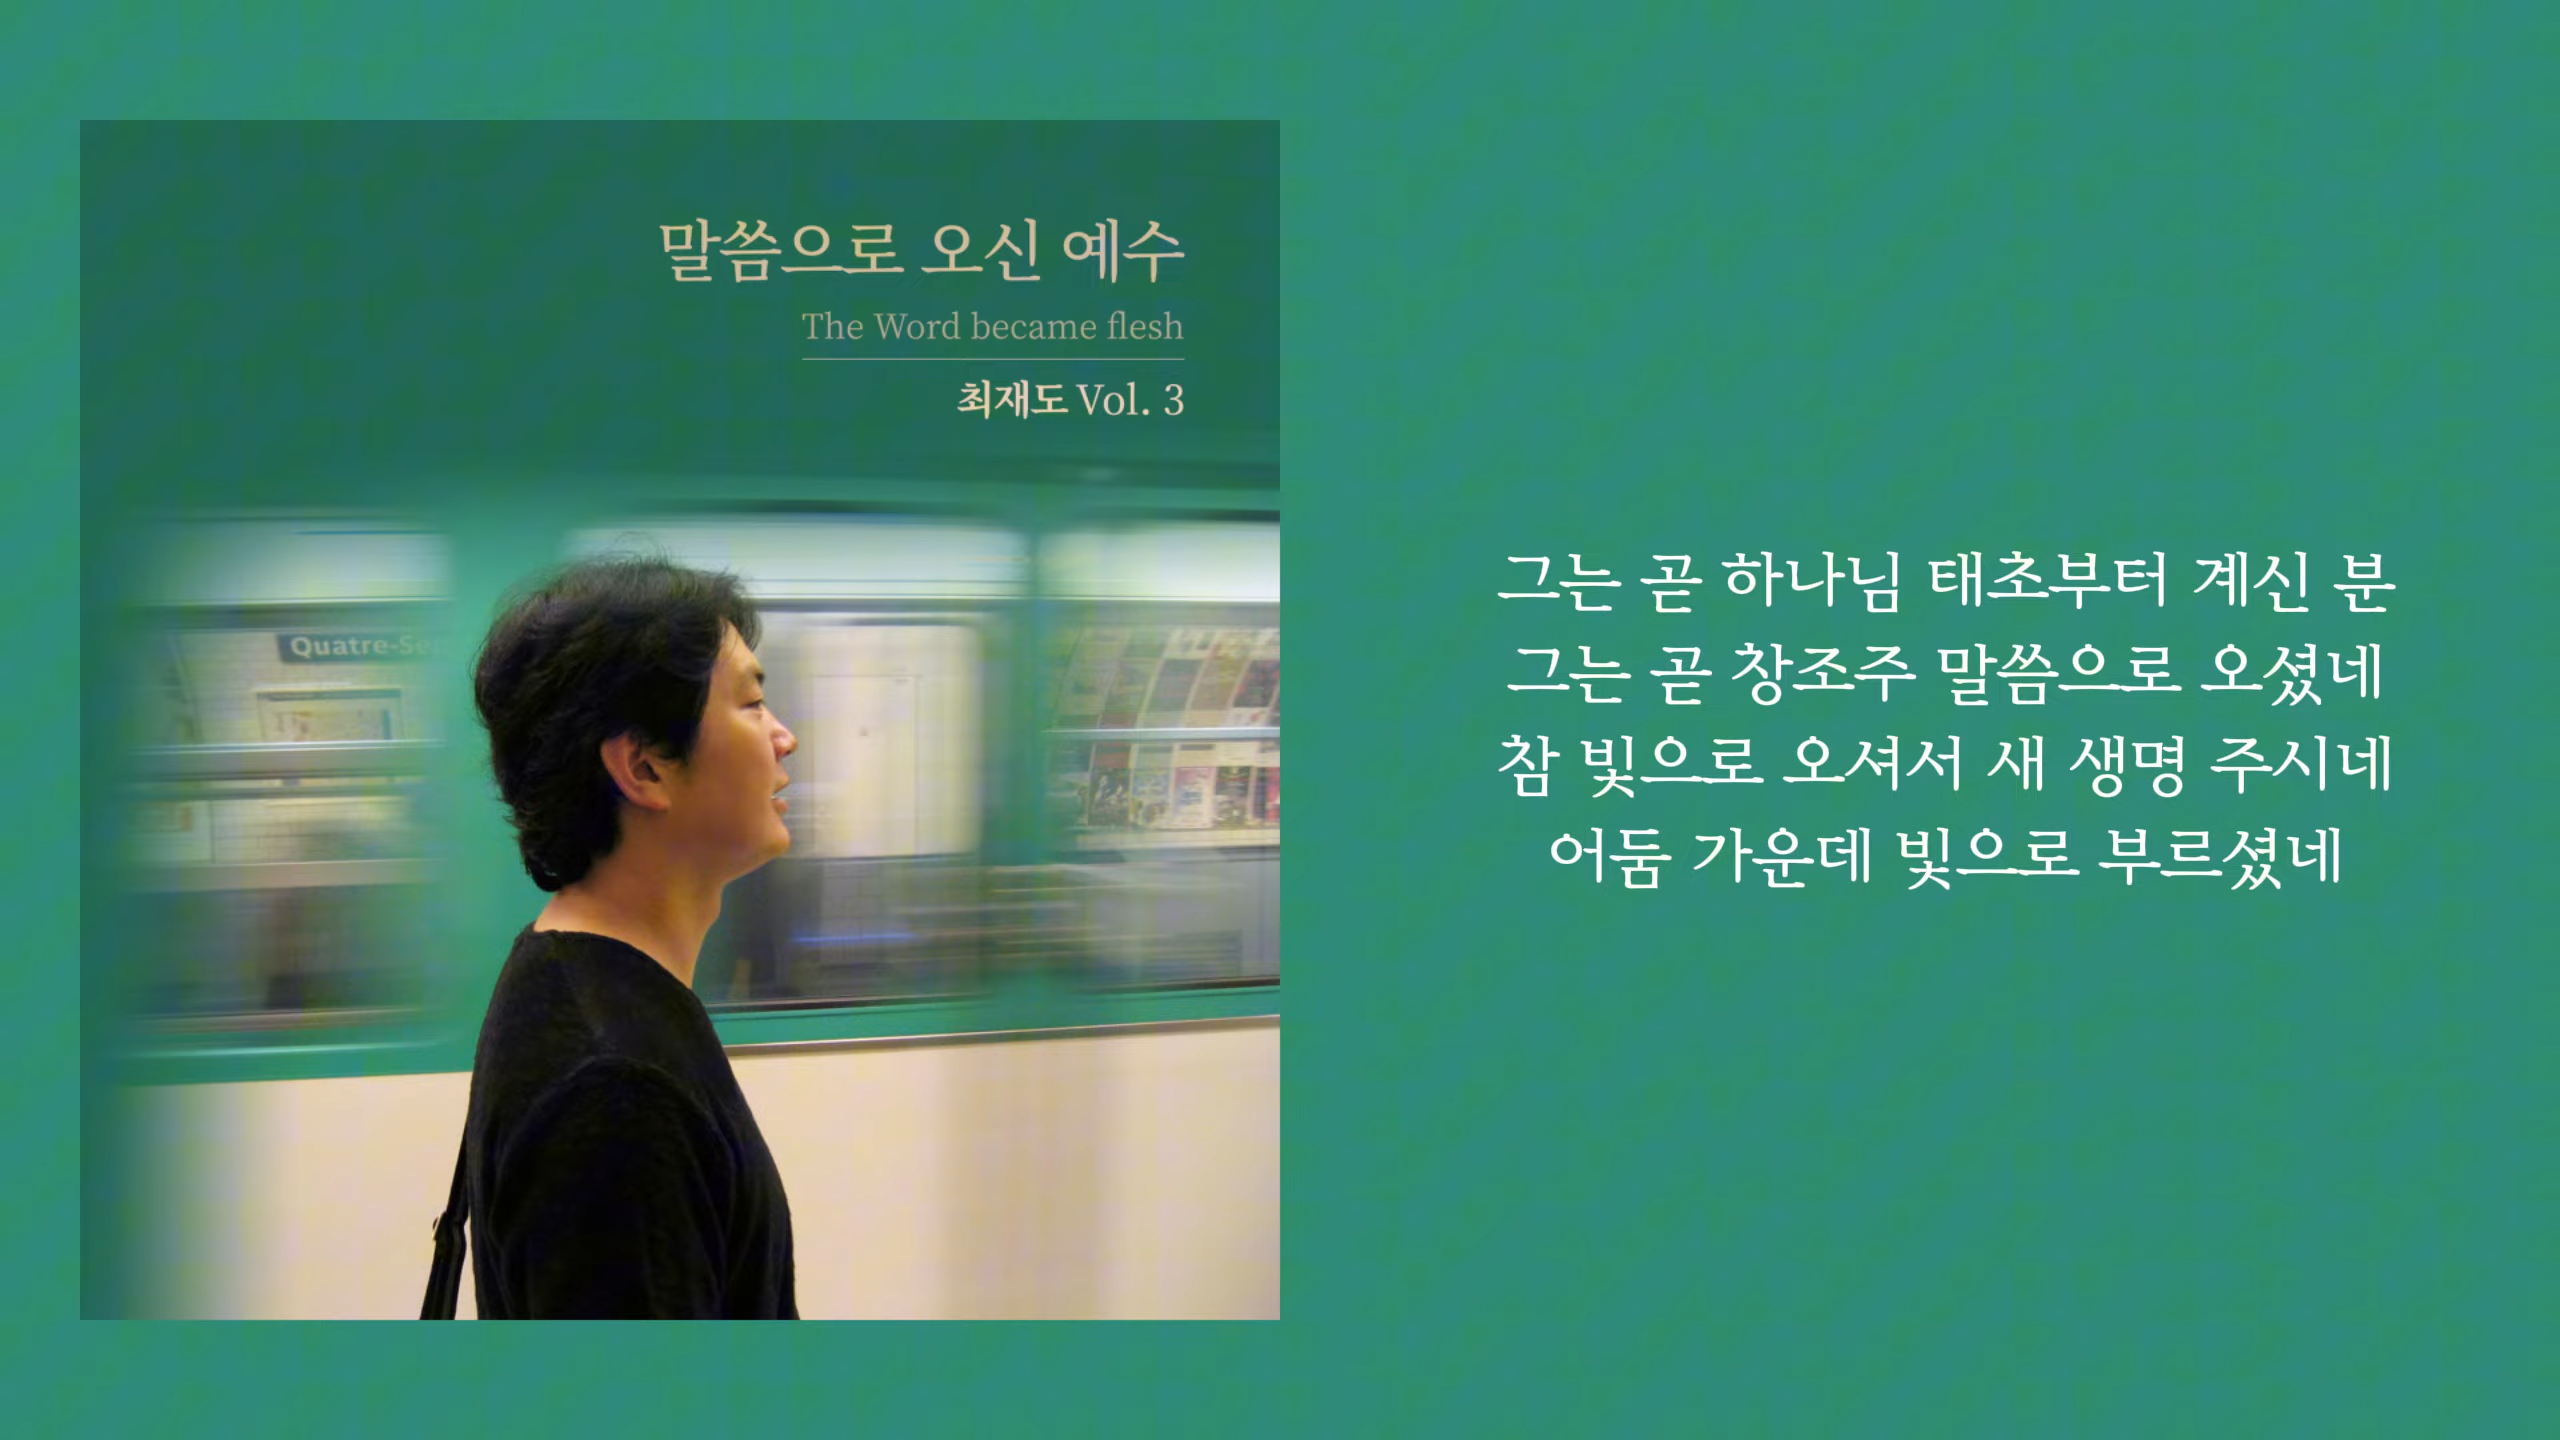 말씀으로 오신 예수
The Word became flesh
최재도 Vol. 3
그는 곧 하나님 태초부터 계신 분
그는 곧 창조주 말씀으로 오셨네
참 빛으로 오셔서 새 생명 주시네
어둠 가운데 빛으로 부르셨네